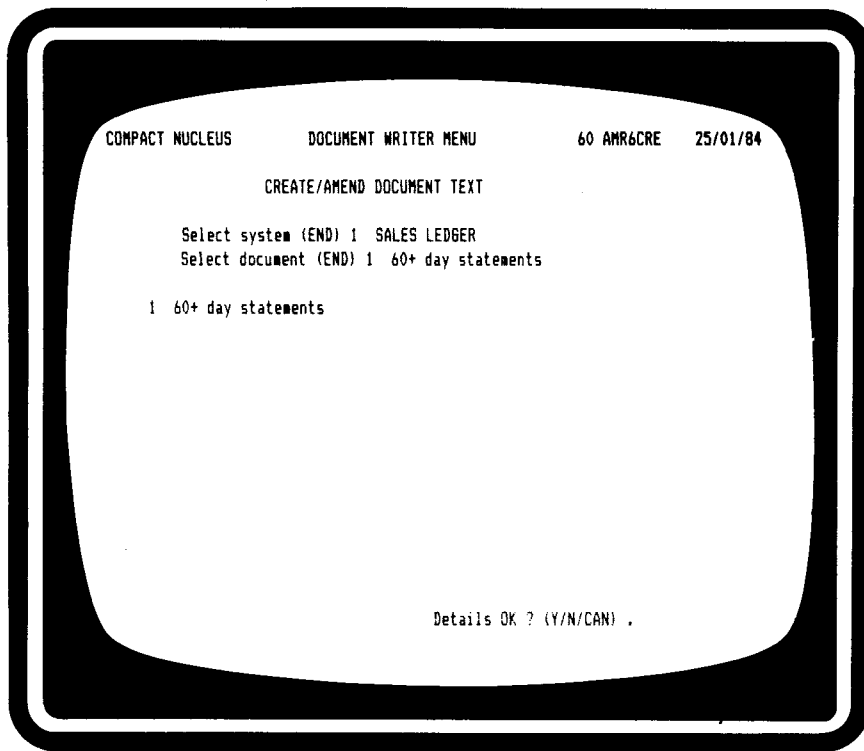 COMPACT NUCLEUS DOCUMENT WRITER MENU 60 AMR6CRE 25/01/84
CREATE/AMEND DOCUMENT TEXT
Select system (END) 1 SALES LEDGER
Select document (END) 1 60+ day statements
1 60+ day statements
Details OK ? (Y/N/CAN) .